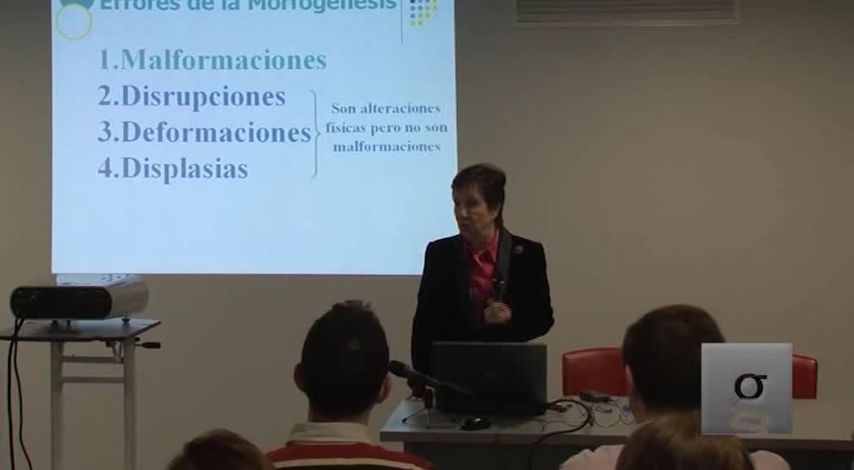 Errores de la Morfogénesis
1.Malformaciones
2.Disrupciones
3.Deformaciones
4.Displasias
Son alteraciones
físicas pero no son
malformaciones
σ